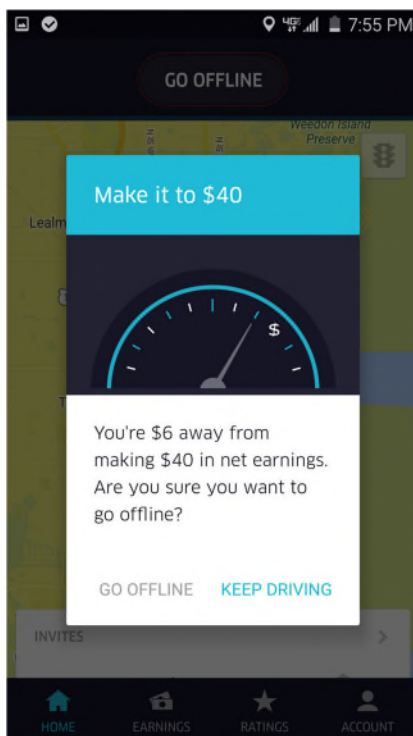 4G 7:55 PM
GO OFFLINE
Weedon Island
Preserve
Make it to $40
Lealm
$
You're $6 away from
making $40 in net earnings.
Are you sure you want to
go offline?
GO OFFLINE KEEP DRIVING
INVITES
HOME EARNINGS RATINGS ACCOUNT